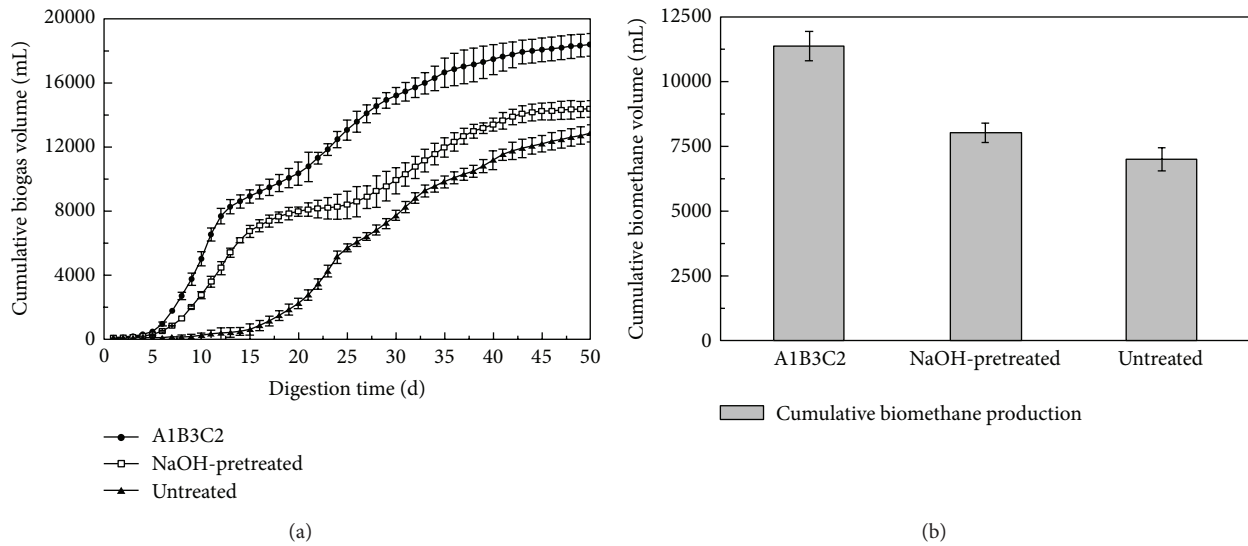 Cumulative biogas volume (mL)
20000
16000
12000
8000
4000
0
0 5 10 15 20 25 30 35 40 45 50
Digestion time (d)
A1B3C2
NaOH-pretreated
Untreated
(a)
Cumulative biomethane volume (mL)
12500
10000
7500
5000
2500
0
A1B3C2 NaOH-pretreated Untreated
Cumulative biomethane production
(b)